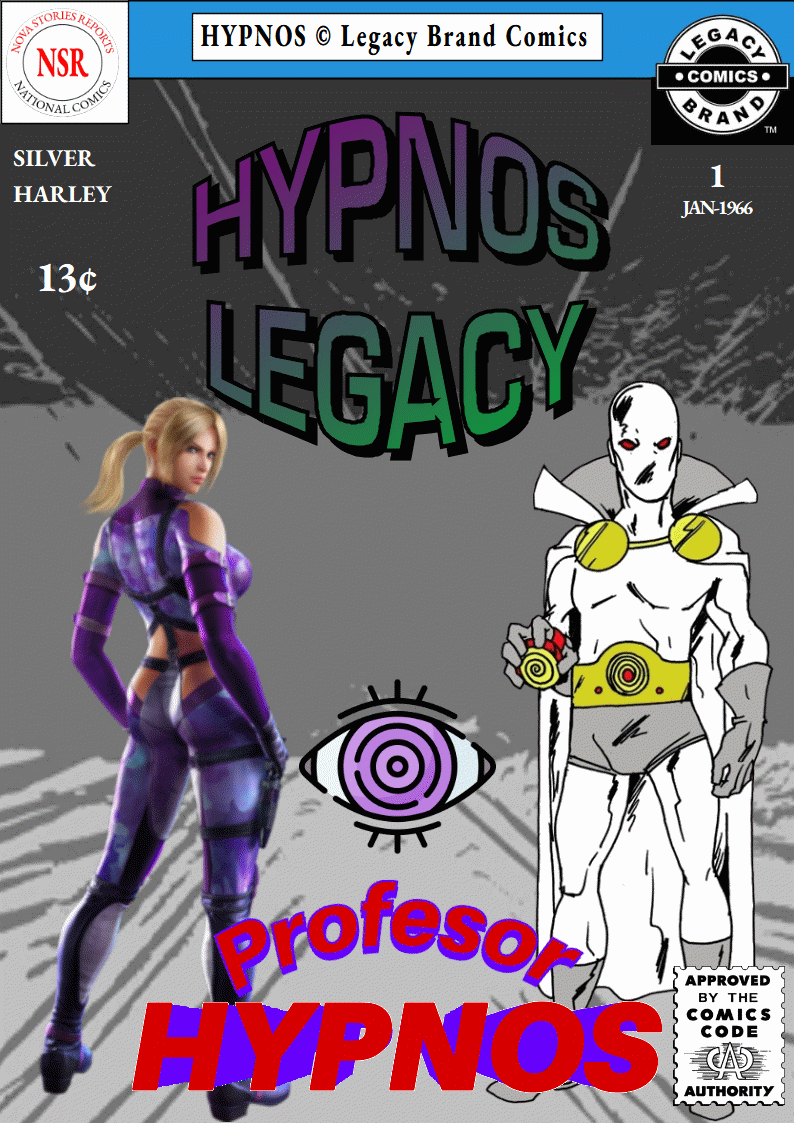 NOVA STORIES REPORTS
NSR
NATIONAL COMICS
HYPNOS © Legacy Brand Comics
LEGACY
COMICS
BRAND
TM
SILVER
HARLEY
13¢
1
JAN-1966
HYPNOS
LEGACY
Profesor
HYPNOS
APPROVED
BY THE
COMICS
CODE
CA
AUTHORITY